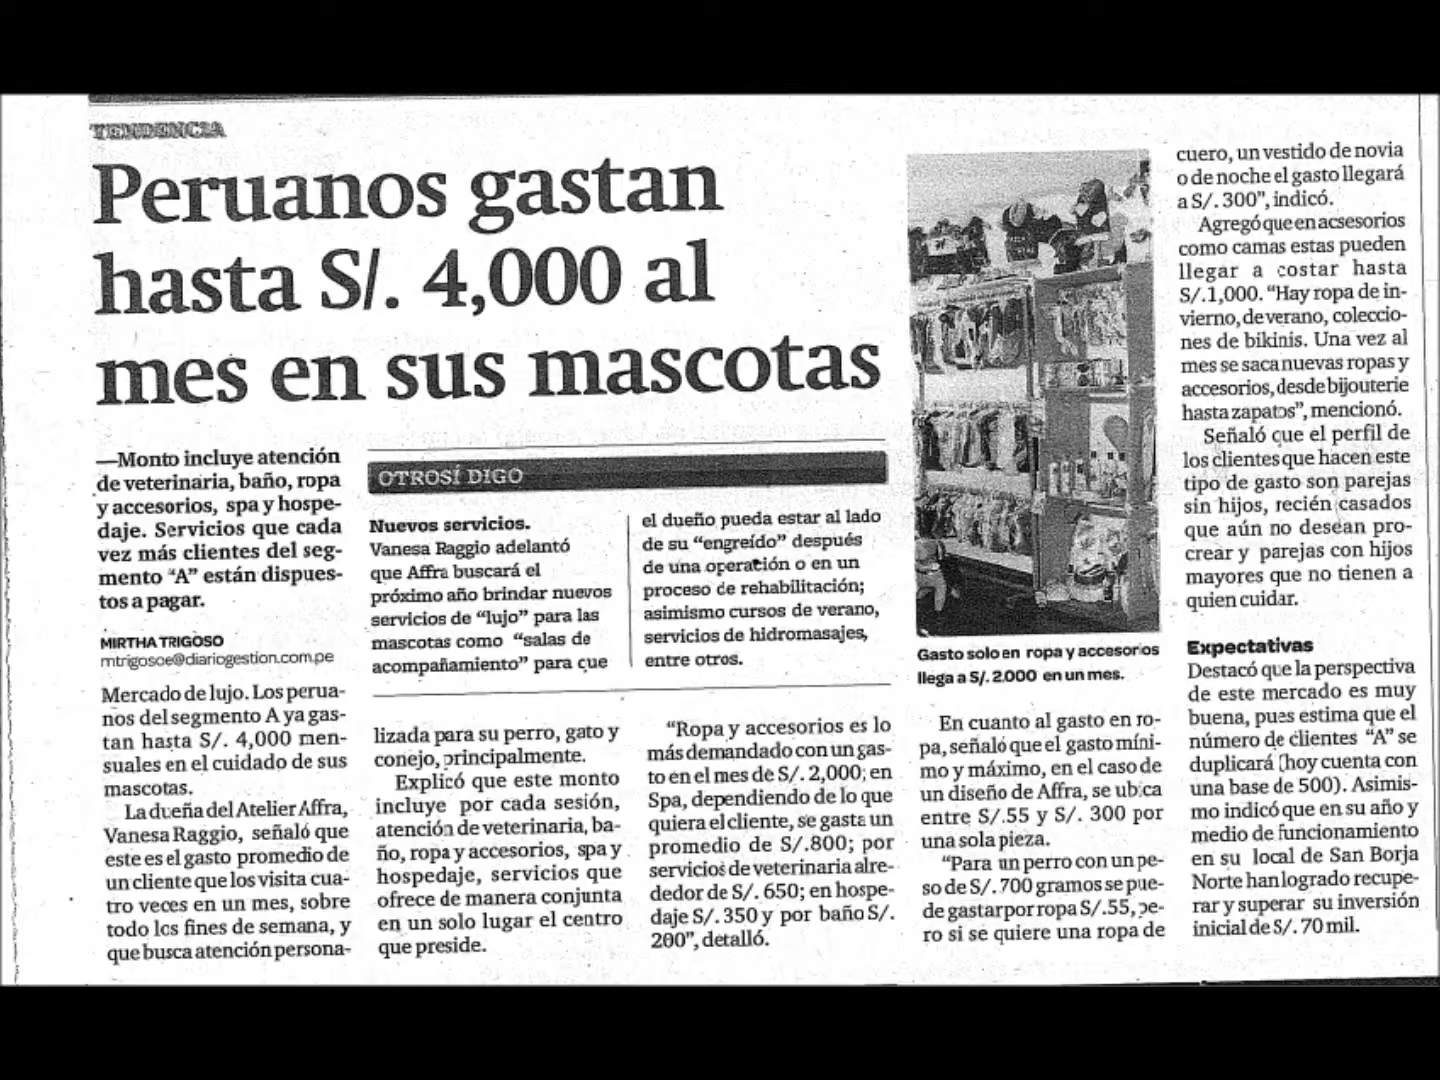 TENDENCIA
Peruanos gastan
hasta S/. 4,000 al
mes en sus mascotas
—Monto incluye atención
de veterinaria, baño, ropa
y accesorios, spa y hospe-
daje. Servicios que cada
vez más clientes del seg-
mento “A” están dispues-
tos a pagar.
MIRTHA TRIGOSO
mtrigosoe@diariogestion.com.pe
Mercado de lujo. Los perua-
nos del segmento A ya gas-
tan hasta S/. 4,000 men-
suales en el cuidado de sus
mascotas.
La dueña del Atelier Affra,
Vanesa Raggio, señaló que
este es el gasto promedio de
un cliente que los visita cua-
tro veces en un mes, sobre
todo los fines de semana, y
que busca atención persona-
OTROSÍ DIGO
Nuevos servicios.
Vanesa Raggio adelantó
que Affra buscará el
próximo año brindar nuevos
servicios de “lujo” para las
mascotas como “salas de
acompañamiento” para que
el dueño pueda estar al lado
de su “engreído” después
de una operatión o en un
proceso de rehabilitación;
asimismo cursos de verano,
servicios de hidromasajes,
entre otros.
lizada para su perro, gato y
conejo, principalmente.
Explicó que este monto
incluye por cada sesión,
atención de veterinaria, ba-
ño, ropa y accesorios, spa y
hospedaje, servicios que
ofrece de manera conjunta
en un solo lugar el centro
que preside.
“Ropa y accesorios es lo
más demandado con un gas-
to en el mes de S/. 2,000; en
Spa, dependiendo de lo que
quiera el cliente, se gasta un
promedio de S/.800; por
servicios de veterinaria alre-
dedor de S/. 650; en hospe-
daje S/. 350 y por baño S/.
200”, detalló.
Gasto solo en ropa y accesorios
llega a S/. 2.000 en un mes.
En cuanto al gasto en ro-
pa, señaló que el gasto míni-
mo y máximo, en el caso de
un diseño de Affra, se ubica
entre S/.55 y S/. 300 por
una sola pieza.
“Para un perro con un pe-
so de S/. 700 gramos se pue-
de gastar por ropa S/.55, pe-
ro si se quiere una ropa de
cuero, un vestido de novia
o de noche el gasto llegará
a S/. 300”, indicó.
Agregó que en acsesorios
como camas estas pueden
llegar a costar hasta
S/.1,000. “Hay ropa de in-
vierno, de verano, coleccio-
nes de bikinis. Una vez al
mes se saca nuevas ropas y
accesorios, desde bijouterie
hasta zapatos”, mencionó.
Señaló que el perfil de
los clientes que hacen este
tipo de gasto son parejas
sin hijos, recién casados
que aún no desean pro-
crear y parejas con hijos
mayores que no tienen a
quien cuidar.
Expectativas
Destacó que la perspectiva
de este mercado es muy
buena, pues estima que el
número de clientes “A” se
duplicará (hoy cuenta con
una base de 500). Asimis-
mo indicó que en su año y
medio de funcionamiento
en su local de San Borja
Norte han logrado recupe-
rar y superar su inversión
inicial de S/. 70 mil.